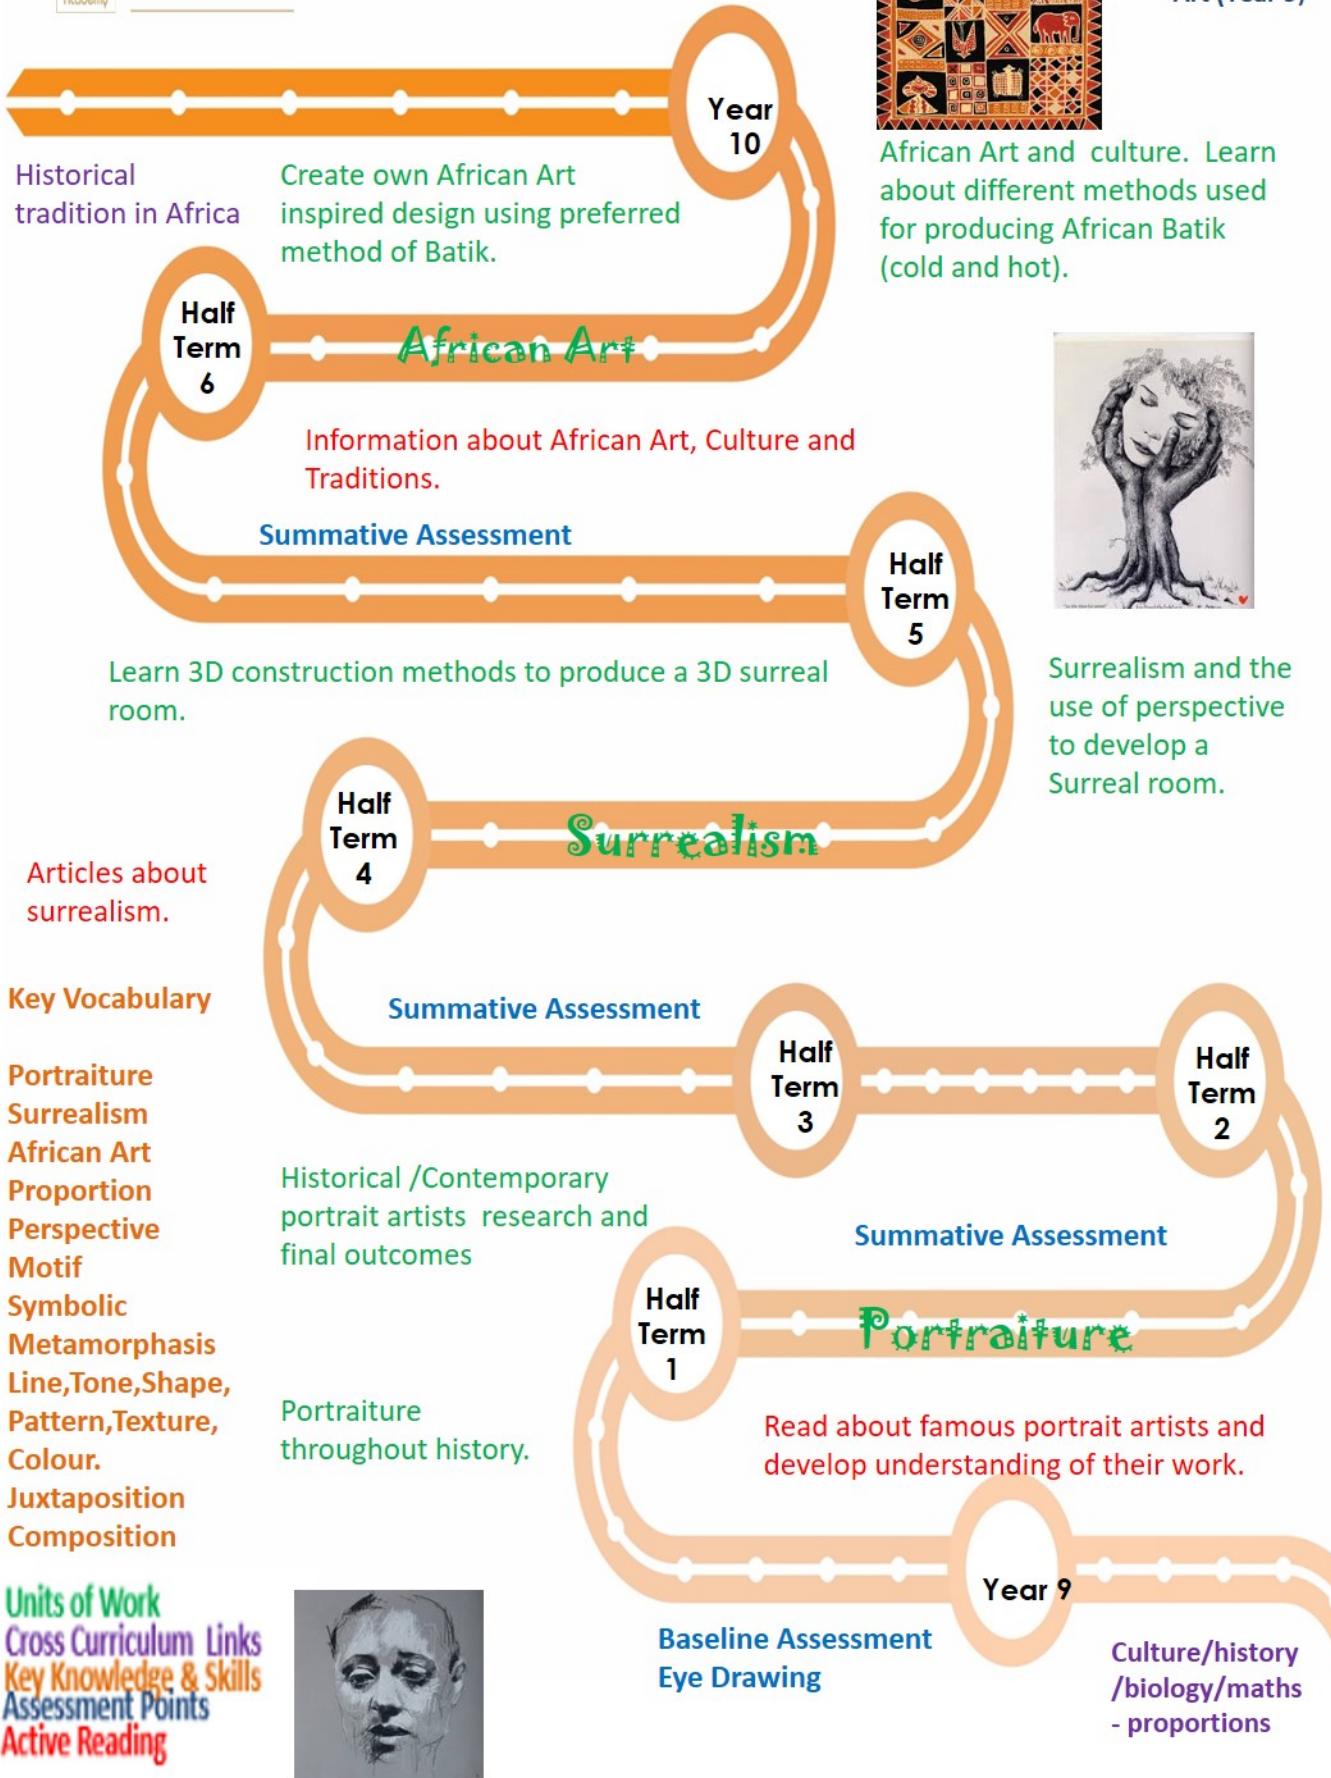 Academy
Art (Year 9)
Year
10
Historical
tradition in Africa
Create own African Art
inspired design using preferred
method of Batik.
African Art and culture. Learn
about different methods used
for producing African Batik
(cold and hot).
Half
Term
6
African Art
Information about African Art, Culture and
Traditions.
Summative Assessment
Half
Term
5
Learn 3D construction methods to produce a 3D surreal
room.
Surrealism and the
use of perspective
to develop a
Surreal room.
Half
Term
4
Surrealism
Articles about
surrealism.
Summative Assessment
Half
Term
3
Half
Term
2
Key Vocabulary
Portraiture
Surrealism
African Art
Proportion
Perspective
Motif
Symbolic
Metamorphasis
Line,Tone,Shape,
Pattern,Texture,
Colour.
Juxtaposition
Composition
Historical /Contemporary
portrait artists research and
final outcomes
Summative Assessment
Half
Term
1
Portraiture
Portraiture
throughout history.
Read about famous portrait artists and
develop understanding of their work.
Year 9
Baseline Assessment
Eye Drawing
Culture/history
/biology/maths
- proportions
Units of Work
Cross Curriculum Links
Key Knowledge & Skills
Assessment Points
Active Reading